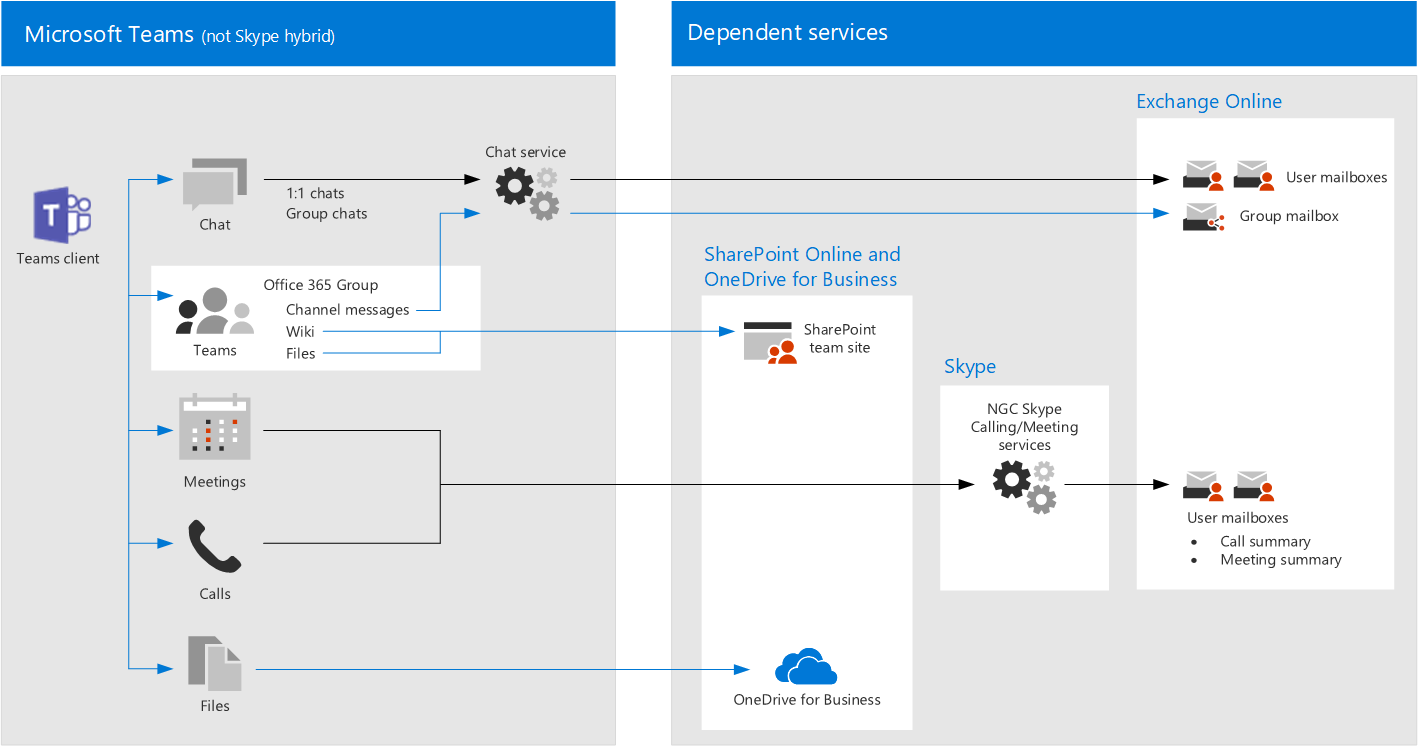 Microsoft Teams (not Skype hybrid)
Dependent services
Exchange Online
Chat service
1:1 chats
Group chats
Chat
User mailboxes
Group mailbox
T
Teams client
SharePoint Online and
OneDrive for Business
Office 365 Group
Channel messages
Wiki
Files
Teams
SharePoint
team site
Skype
NGC Skype
Calling/Meeting
services
Meetings
User mailboxes
• Call summary
• Meeting summary
Calls
Files
OneDrive for Business